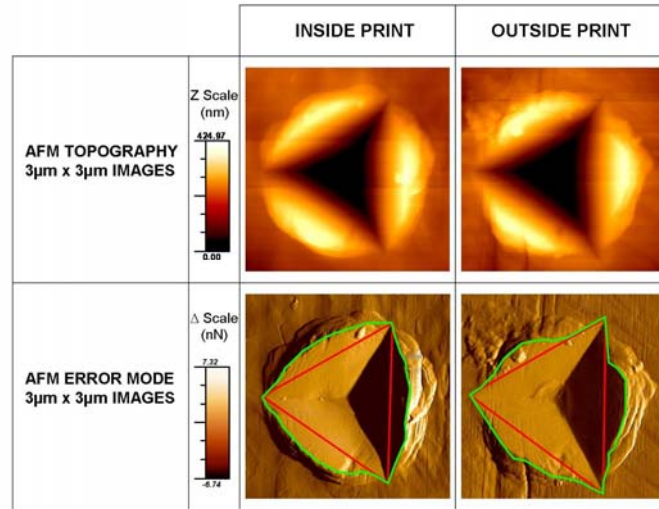 INSIDE PRINT
OUTSIDE PRINT
AFM TOPOGRAPHY
3µm x 3µm IMAGES
Z Scale
(nm)
424.97
0.00
AFM ERROR MODE
3µm x 3µm IMAGES
Δ Scale
(nN)
7.32
-6.74